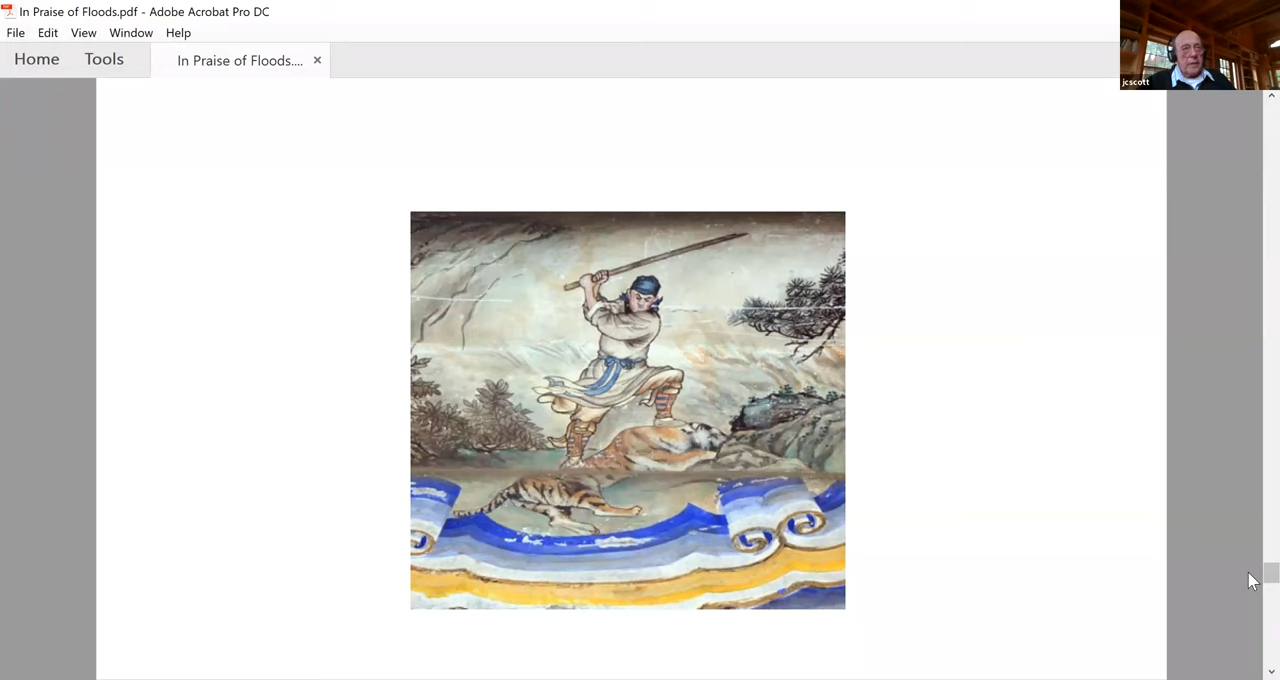 In Praise of Floods.pdf - Adobe Acrobat Pro DC
File Edit View Window Help
Home Tools In Praise of Floods.... ×
jcscott